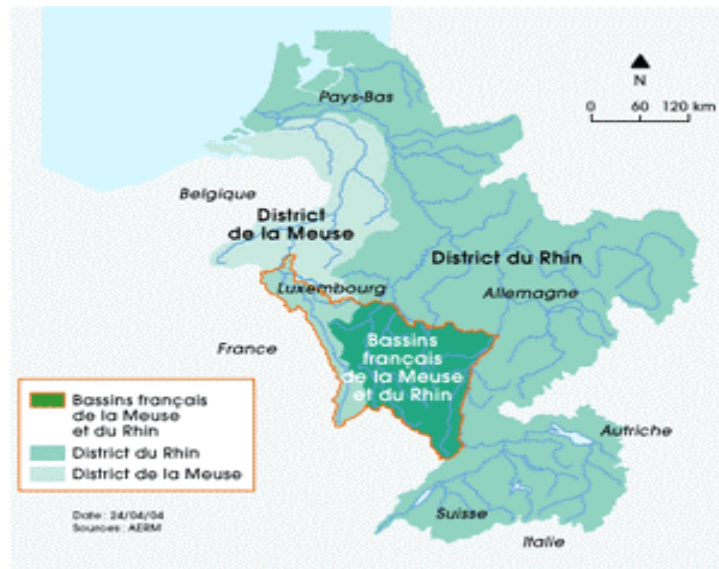 Pays-Bas
N
0 60 120 km
Belgique
District
de la Meuse
District du Rhin
Luxembourg
Allemagne
France
Bassins
français
de la Meuse
et du Rhin
Bassins français
de la Meuse
et du Rhin
District du Rhin
District de la Meuse
Autriche
Date : 24/04/04
Sources : AERM
Suisse
Italie